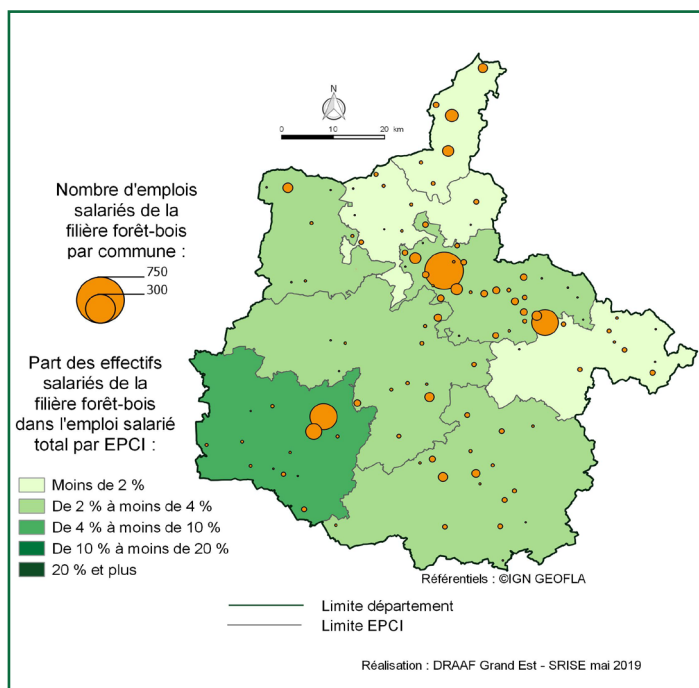 N
0 10 20 km
Nombre d'emplois
salariés de la
filière forêt-bois
par commune :
750
300
Part des effectifs
salariés de la
filière forêt-bois
dans l'emploi salarié
total par EPCI :
Moins de 2 %
De 2 % à moins de 4 %
De 4 % à moins de 10 %
De 10 % à moins de 20 %
20 % et plus
Référentiels : ©IGN GEOFLA
Limite département
Limite EPCI
Réalisation : DRAAF Grand Est - SRISE mai 2019